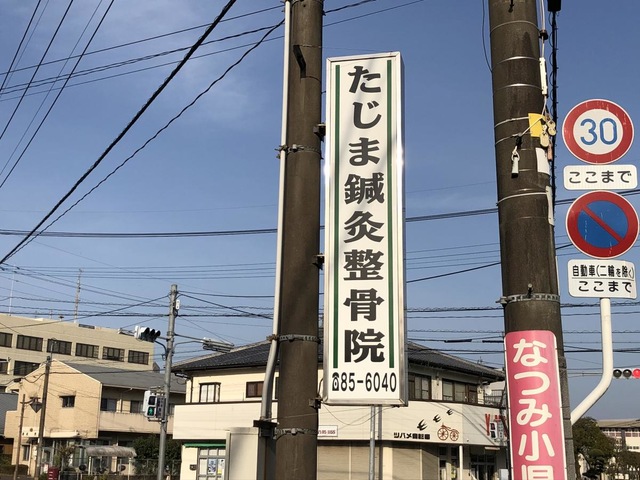 たじま鍼灸整骨院
☎85-6040
30
ここまで
自動車(二輪を除く)
ここまで
なつみ小児
ツバメ自転車